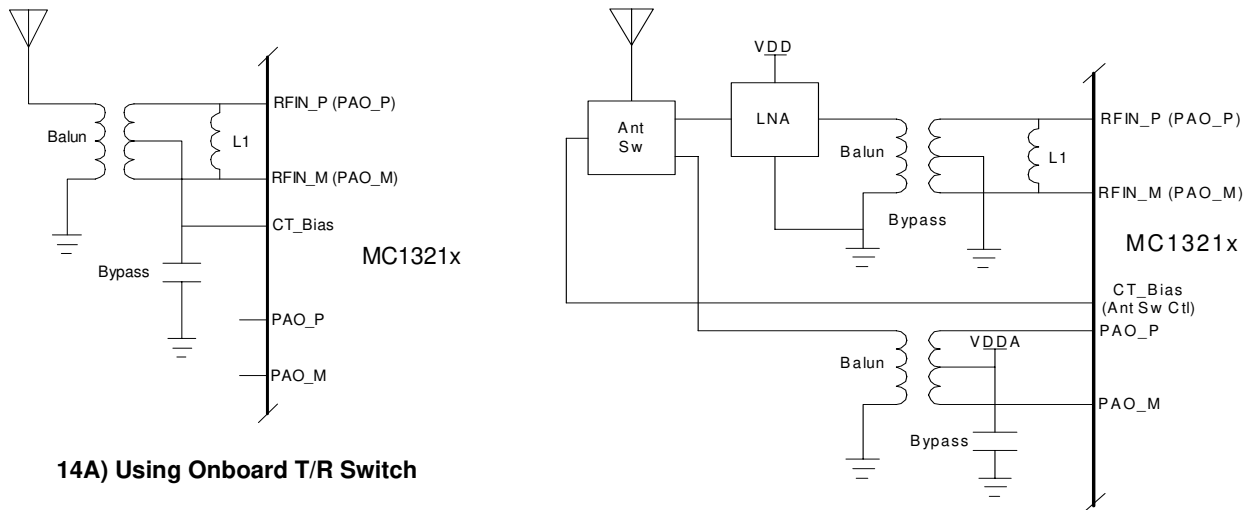 RFIN_P (PAO_P)
Balun
L1
RFIN_M (PAO_M)
CT_Bias
MC1321x
Bypass
PAO_P
PAO_M
14A) Using Onboard T/R Switch
VDD
Ant
Sw
LNA
RFIN_P (PAO_P)
Balun
L1
RFIN_M (PAO_M)
Bypass
MC1321x
CT_Bias
(Ant Sw Ctl)
PAO_P
VDDA
Balun
PAO_M
Bypass